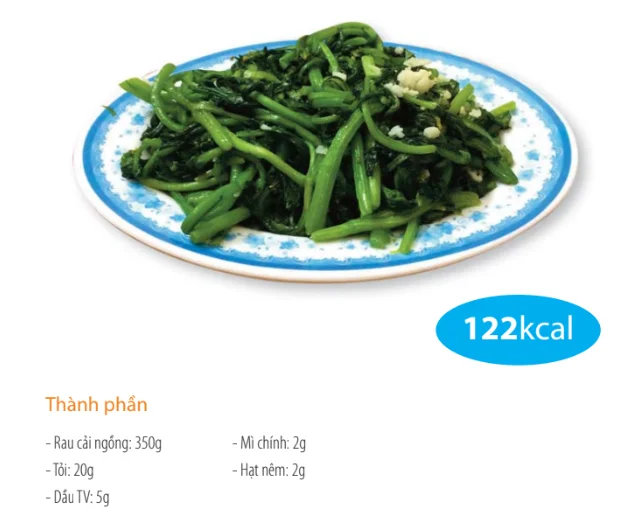 122kcal
Thành phần
- Rau cải ngồng: 350g
- Tỏi: 20g
- Dầu TV: 5g
- Mì chính: 2g
- Hạt nêm: 2g